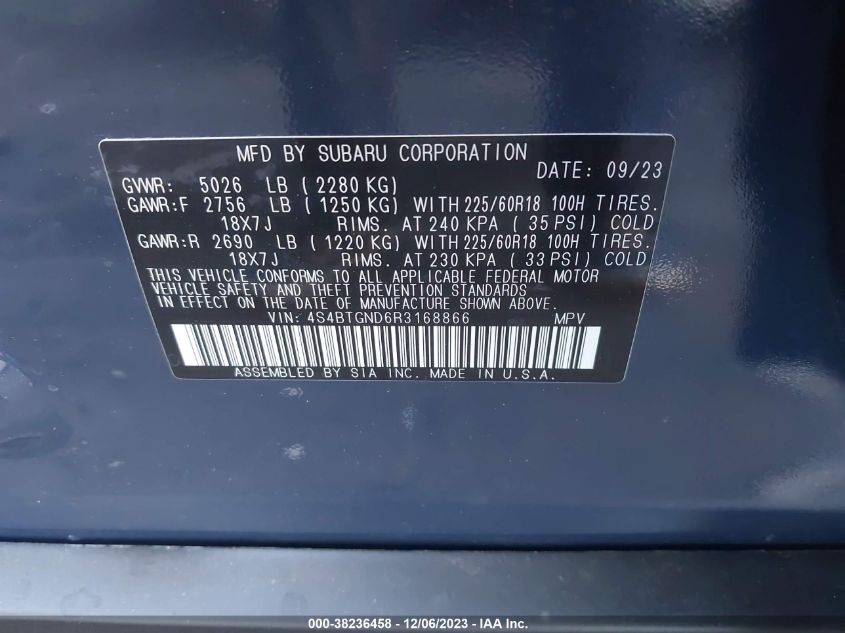 MFD BY SUBARU CORPORATION
DATE: 09/23
GVWR: 5026 LB (2280 KG)
GAWR:F 2756 LB (1250 KG) WITH 225/60R18 100H TIRES.
18X7J RIMS. AT 240 KPA (35 PSI) COLD
GAWR:R 2690 LB (1220 KG) WITH 225/60R18 100H TIRES.
18X7J RIMS. AT 230 KPA (33 PSI) COLD
THIS VEHICLE CONFORMS TO ALL APPLICABLE FEDERAL MOTOR
VEHICLE SAFETY AND THEFT PREVENTION STANDARDS
IN EFFECT ON THE DATE OF MANUFACTURE SHOWN ABOVE.
VIN: 4S4BTGND6R3168866 MPV
ASSEMBLED BY SIA INC. MADE IN U.S.A.
000-38236458 - 12/06/2023 - IAA Inc.